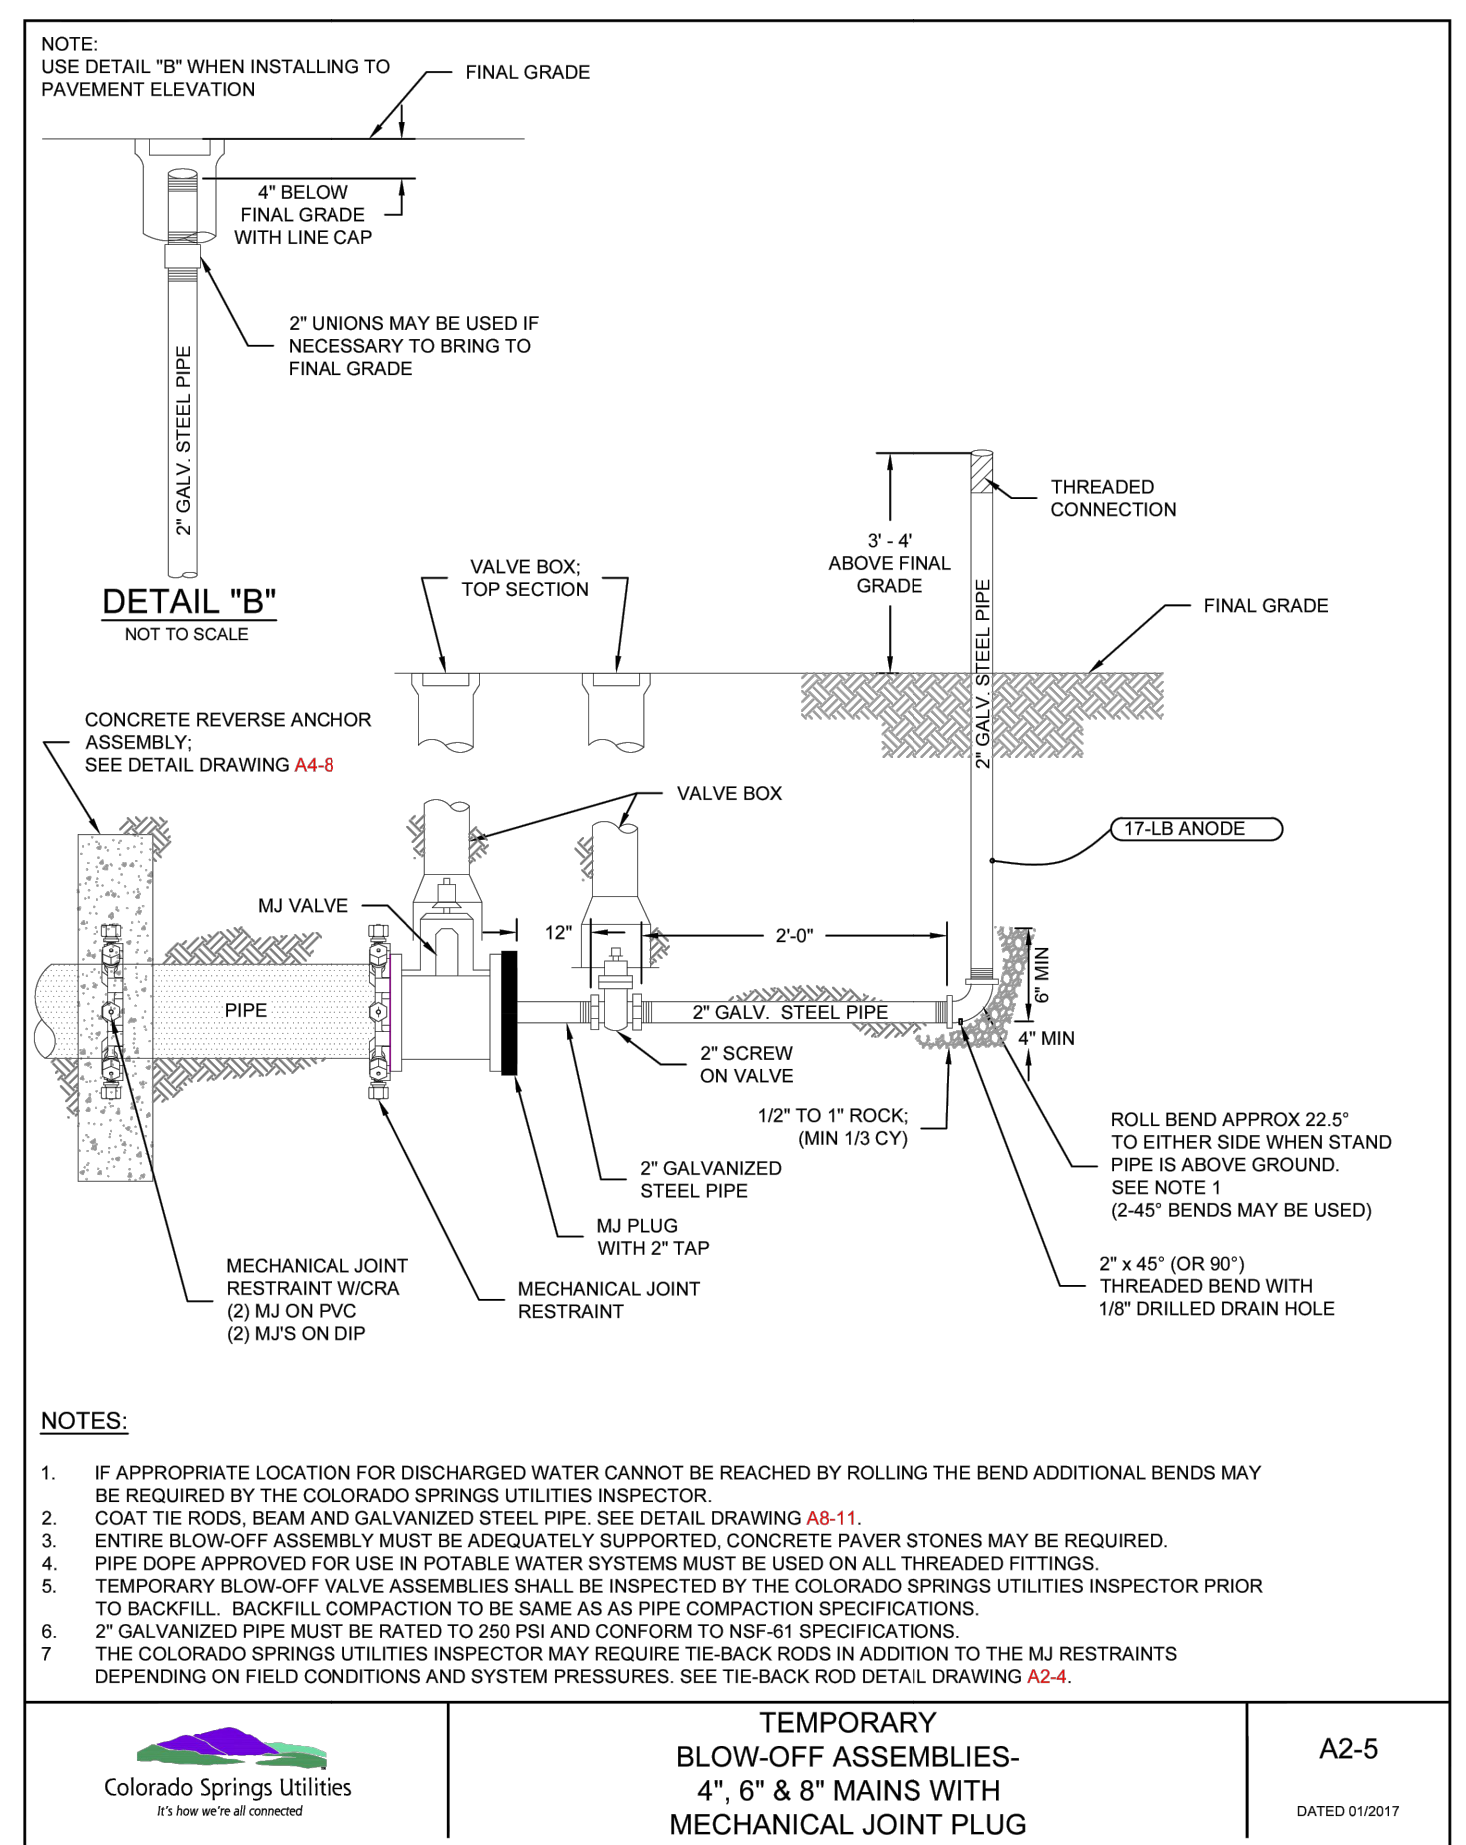 NOTE:
USE DETAIL "B" WHEN INSTALLING TO
PAVEMENT ELEVATION
FINAL GRADE
4" BELOW
FINAL GRADE
WITH LINE CAP
2" UNIONS MAY BE USED IF
NECESSARY TO BRING TO
FINAL GRADE
2" GALV. STEEL PIPE
DETAIL "B"
NOT TO SCALE
THREADED
CONNECTION
3' - 4'
ABOVE FINAL
GRADE
VALVE BOX;
TOP SECTION
FINAL GRADE
2" GALV. STEEL PIPE
CONCRETE REVERSE ANCHOR
ASSEMBLY;
SEE DETAIL DRAWING A4-8
VALVE BOX
17-LB ANODE
MJ VALVE
12"
2'-0"
6" MIN
PIPE
2" GALV. STEEL PIPE
4" MIN
2" SCREW
ON VALVE
1/2" TO 1" ROCK;
(MIN 1/3 CY)
ROLL BEND APPROX 22.5°
TO EITHER SIDE WHEN STAND
PIPE IS ABOVE GROUND.
SEE NOTE 1
(2-45° BENDS MAY BE USED)
2" GALVANIZED
STEEL PIPE
MJ PLUG
WITH 2" TAP
MECHANICAL JOINT
RESTRAINT W/CRA
(2) MJ ON PVC
(2) MJ'S ON DIP
MECHANICAL JOINT
RESTRAINT
2" x 45° (OR 90°)
THREADED BEND WITH
1/8" DRILLED DRAIN HOLE
NOTES:
1. IF APPROPRIATE LOCATION FOR DISCHARGED WATER CANNOT BE REACHED BY ROLLING THE BEND ADDITIONAL BENDS MAY
BE REQUIRED BY THE COLORADO SPRINGS UTILITIES INSPECTOR.
2. COAT TIE RODS, BEAM AND GALVANIZED STEEL PIPE. SEE DETAIL DRAWING A8-11.
3. ENTIRE BLOW-OFF ASSEMBLY MUST BE ADEQUATELY SUPPORTED, CONCRETE PAVER STONES MAY BE REQUIRED.
4. PIPE DOPE APPROVED FOR USE IN POTABLE WATER SYSTEMS MUST BE USED ON ALL THREADED FITTINGS.
5. TEMPORARY BLOW-OFF VALVE ASSEMBLIES SHALL BE INSPECTED BY THE COLORADO SPRINGS UTILITIES INSPECTOR PRIOR
TO BACKFILL. BACKFILL COMPACTION TO BE SAME AS AS PIPE COMPACTION SPECIFICATIONS.
6. 2" GALVANIZED PIPE MUST BE RATED TO 250 PSI AND CONFORM TO NSF-61 SPECIFICATIONS.
7 THE COLORADO SPRINGS UTILITIES INSPECTOR MAY REQUIRE TIE-BACK RODS IN ADDITION TO THE MJ RESTRAINTS
DEPENDING ON FIELD CONDITIONS AND SYSTEM PRESSURES. SEE TIE-BACK ROD DETAIL DRAWING A2-4.
Colorado Springs Utilities
It's how we're all connected
TEMPORARY
BLOW-OFF ASSEMBLIES-
4", 6" & 8" MAINS WITH
MECHANICAL JOINT PLUG
A2-5
DATED 01/2017